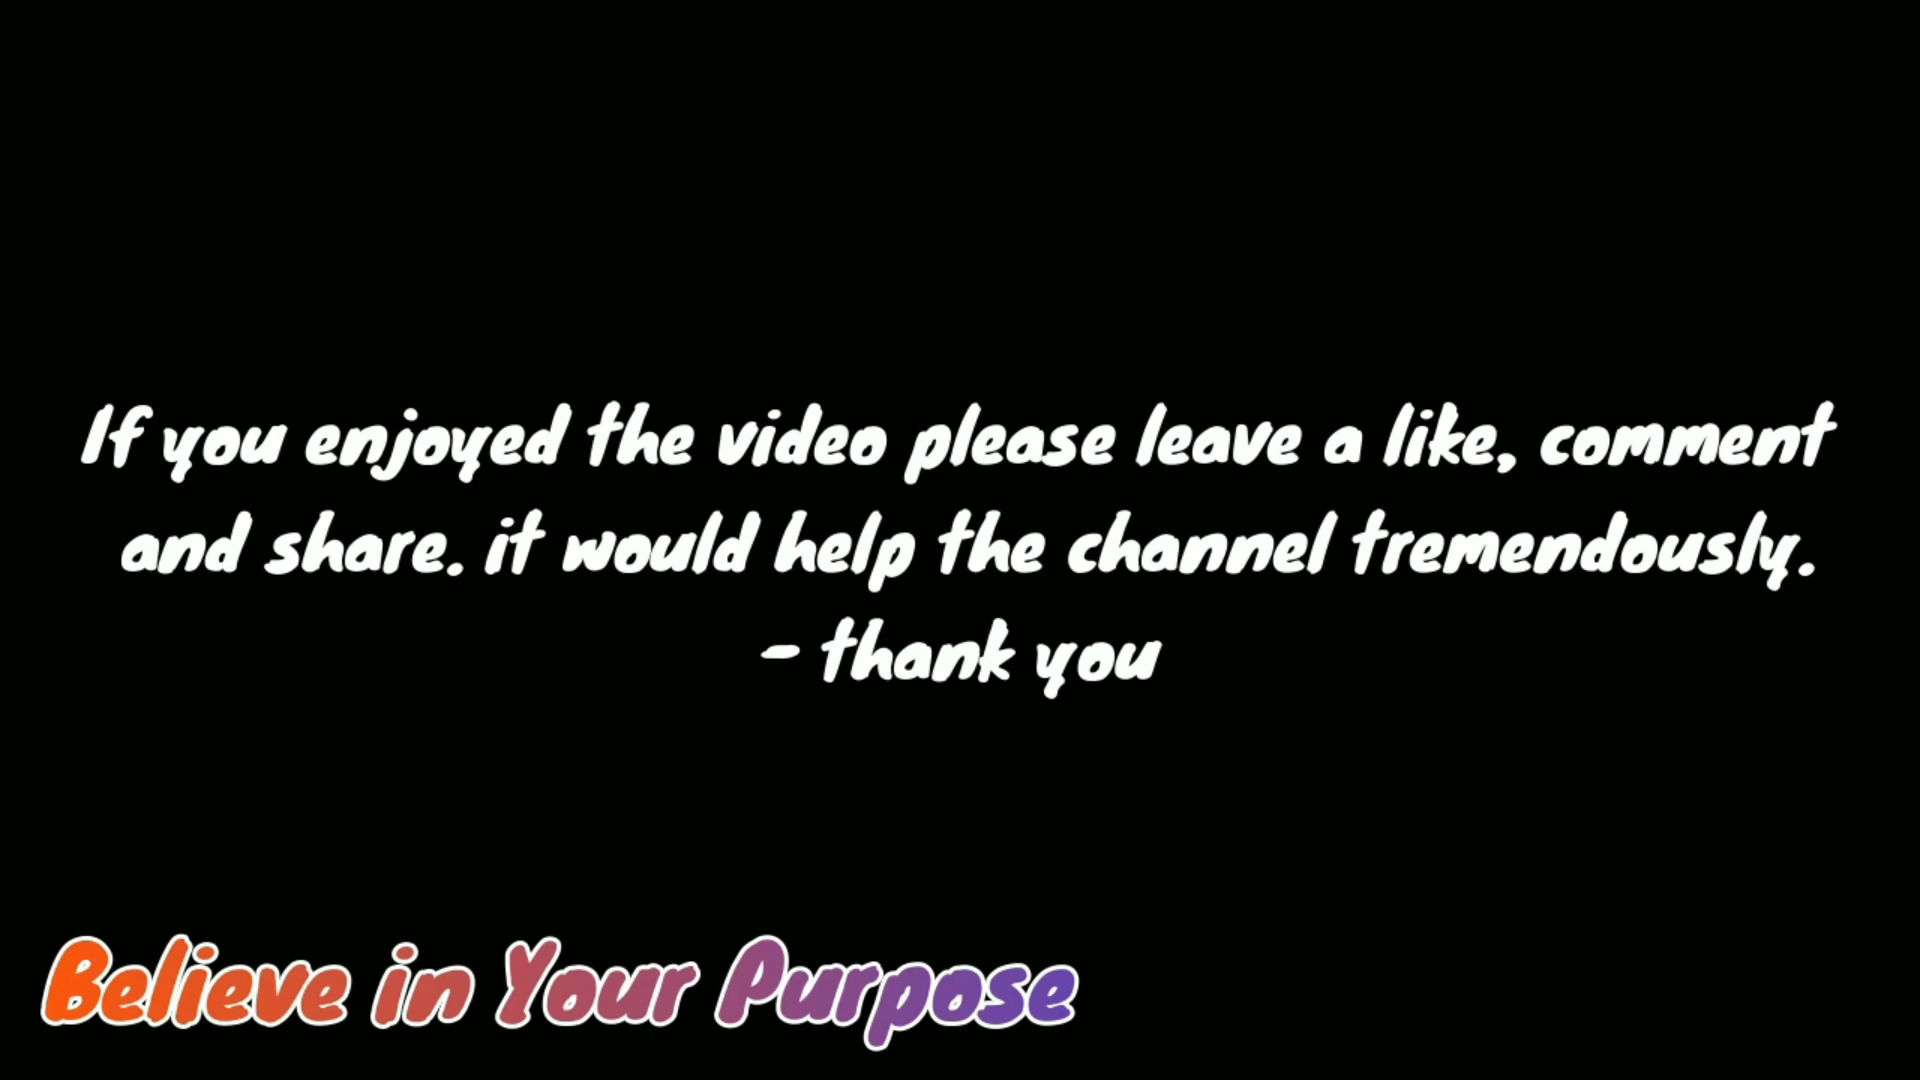 If you enjoyed the video please leave a like, comment
and share. it would help the channel tremendously.
- thank you
Believe in Your Purpose